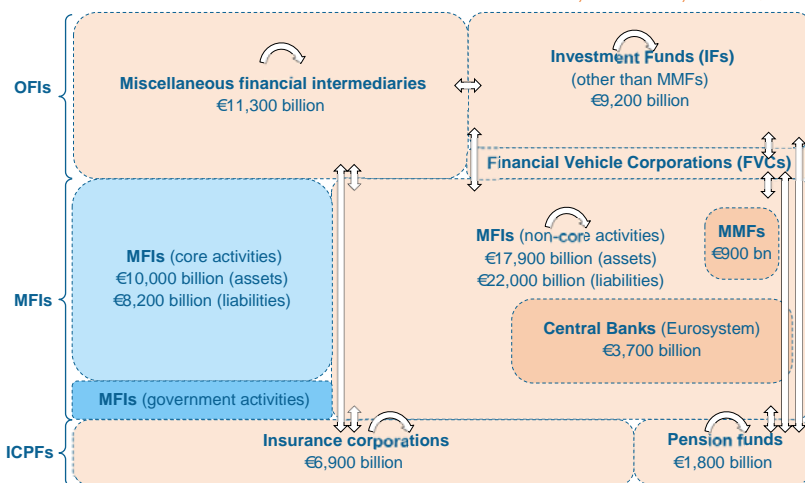 OFIs
Miscellaneous financial intermediaries
€11,300 billion
Investment Funds (IFs)
(other than MMFs)
€9,200 billion
Financial Vehicle Corporations (FVCs)
MFIs
MFIs (core activities)
€10,000 billion (assets)
€8,200 billion (liabilities)
MFIs (non-core activities)
€17,900 billion (assets)
€22,000 billion (liabilities)
MMFs
€900 bn
Central Banks (Eurosystem)
€3,700 billion
MFIs (government activities)
ICPFs
Insurance corporations
€6,900 billion
Pension funds
€1,800 billion